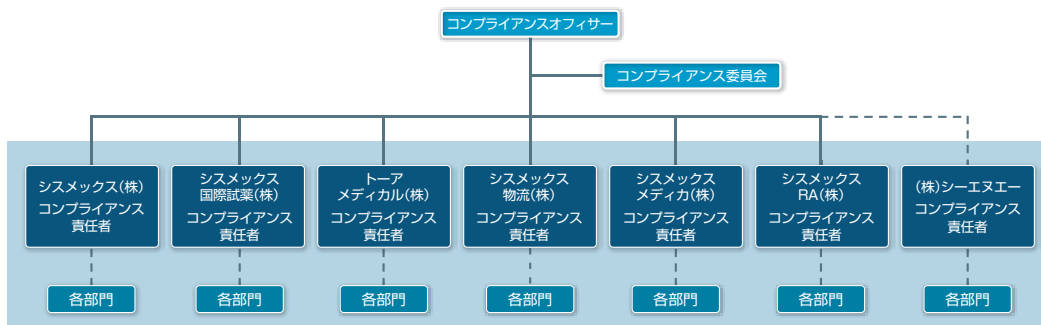 コンプライアンスオフィサー
コンプライアンス委員会
シスメックス(株)
コンプライアンス
責任者
シスメックス
国際試薬(株)
コンプライアンス
責任者
トーア
メディカル(株)
コンプライアンス
責任者
シスメックス
物流(株)
コンプライアンス
責任者
シスメックス
メディカ(株)
コンプライアンス
責任者
シスメックス
RA(株)
コンプライアンス
責任者
(株)シーエヌエー
コンプライアンス
責任者
各部門
各部門
各部門
各部門
各部門
各部門
各部門